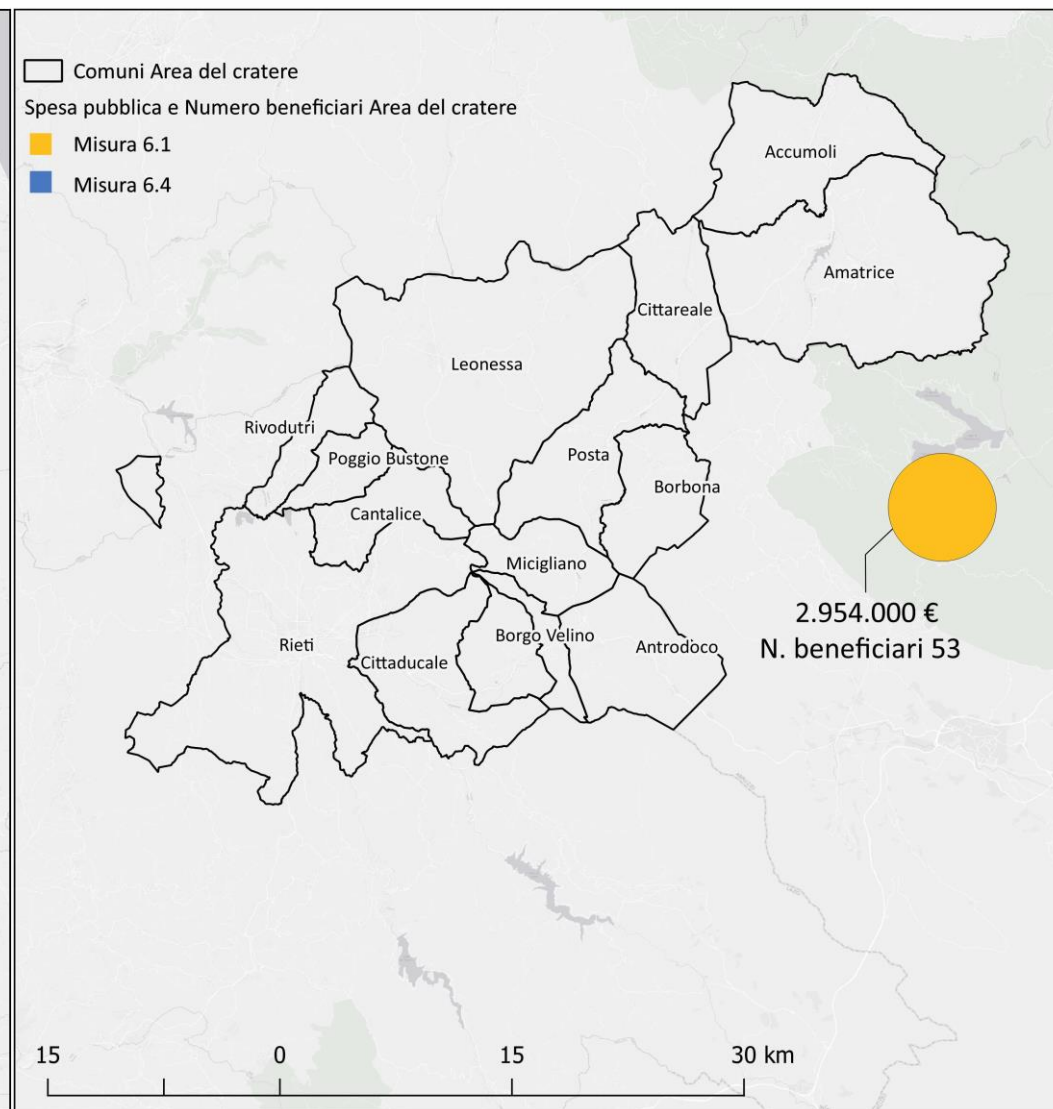 Comuni Area del cratere
Spesa pubblica e Numero beneficiari Area del cratere
Misura 6.1
Misura 6.4
Accumoli
Amatrice
Cittareale
Leonessa
Rivodutri
Poggio Bustone
Posta
Borbona
Cantalice
Micigliano
Rieti
Borgo Velino
Antrodoco
Cittaducale
2.954.000 €
N. beneficiari 53
15 0 15 30 km